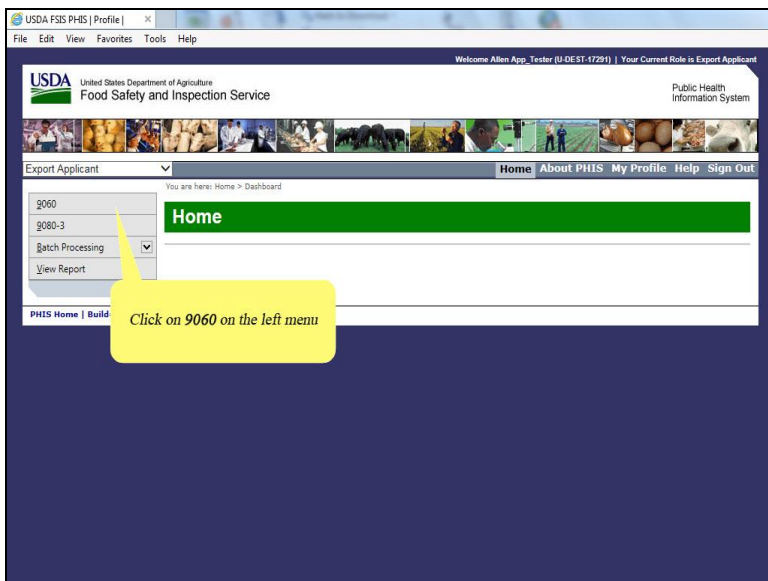 USDA FSIS PHIS | Profile |
File Edit View Favorites Tools Help
Welcome Allen App_Tester (U-DEST-17291) | Your Current Role is Export Applicant
USDA United States Department of Agriculture
Food Safety and Inspection Service
Public Health
Information System
Export Applicant
Home About PHIS My Profile Help Sign Out
You are here: Home > Dashboard
9060
9080-3
Batch Processing
View Report
Home
PHIS Home | Build
Click on 9060 on the left menu